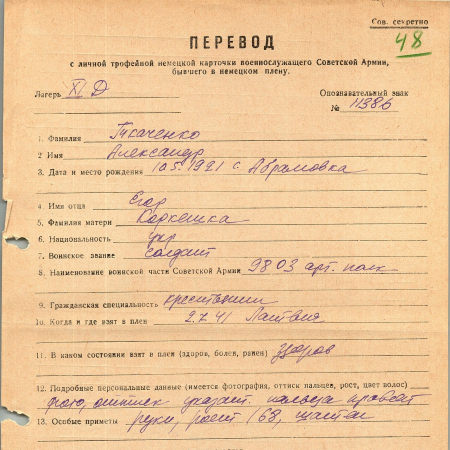 Сов. секретно
48
ПЕРЕВОД
с личной трофейной немецкой карточки военнослужащего Советской Армии,
бывшего в немецком плену.
Лагерь XI D
Опознавательный знак
№ 11386
1. Фамилия Ткаченко
2 Имя Александр
3. Дата и место рождения 10.5.1921 с. Абрамовка
4. Имя отца Егор
5. Фамилия матери Коркешка
6. Национальность укр
7. Воинское звание солдат
8. Наименование воинской части Советской Армии 9803 арт. полк
9. Гражданская специальность крестьянин
10. Когда и где взят в плен 2.7.41 Латвия
11. В каком состоянии взят в плен (здоров, болен, ранен) здоров
12. Подробные персональные данные (имеется фотография, оттиск пальцев, рост, цвет волос)
фото, оттиск указат. пальца правой
13. Особые приметы руки, рост 168, шатен